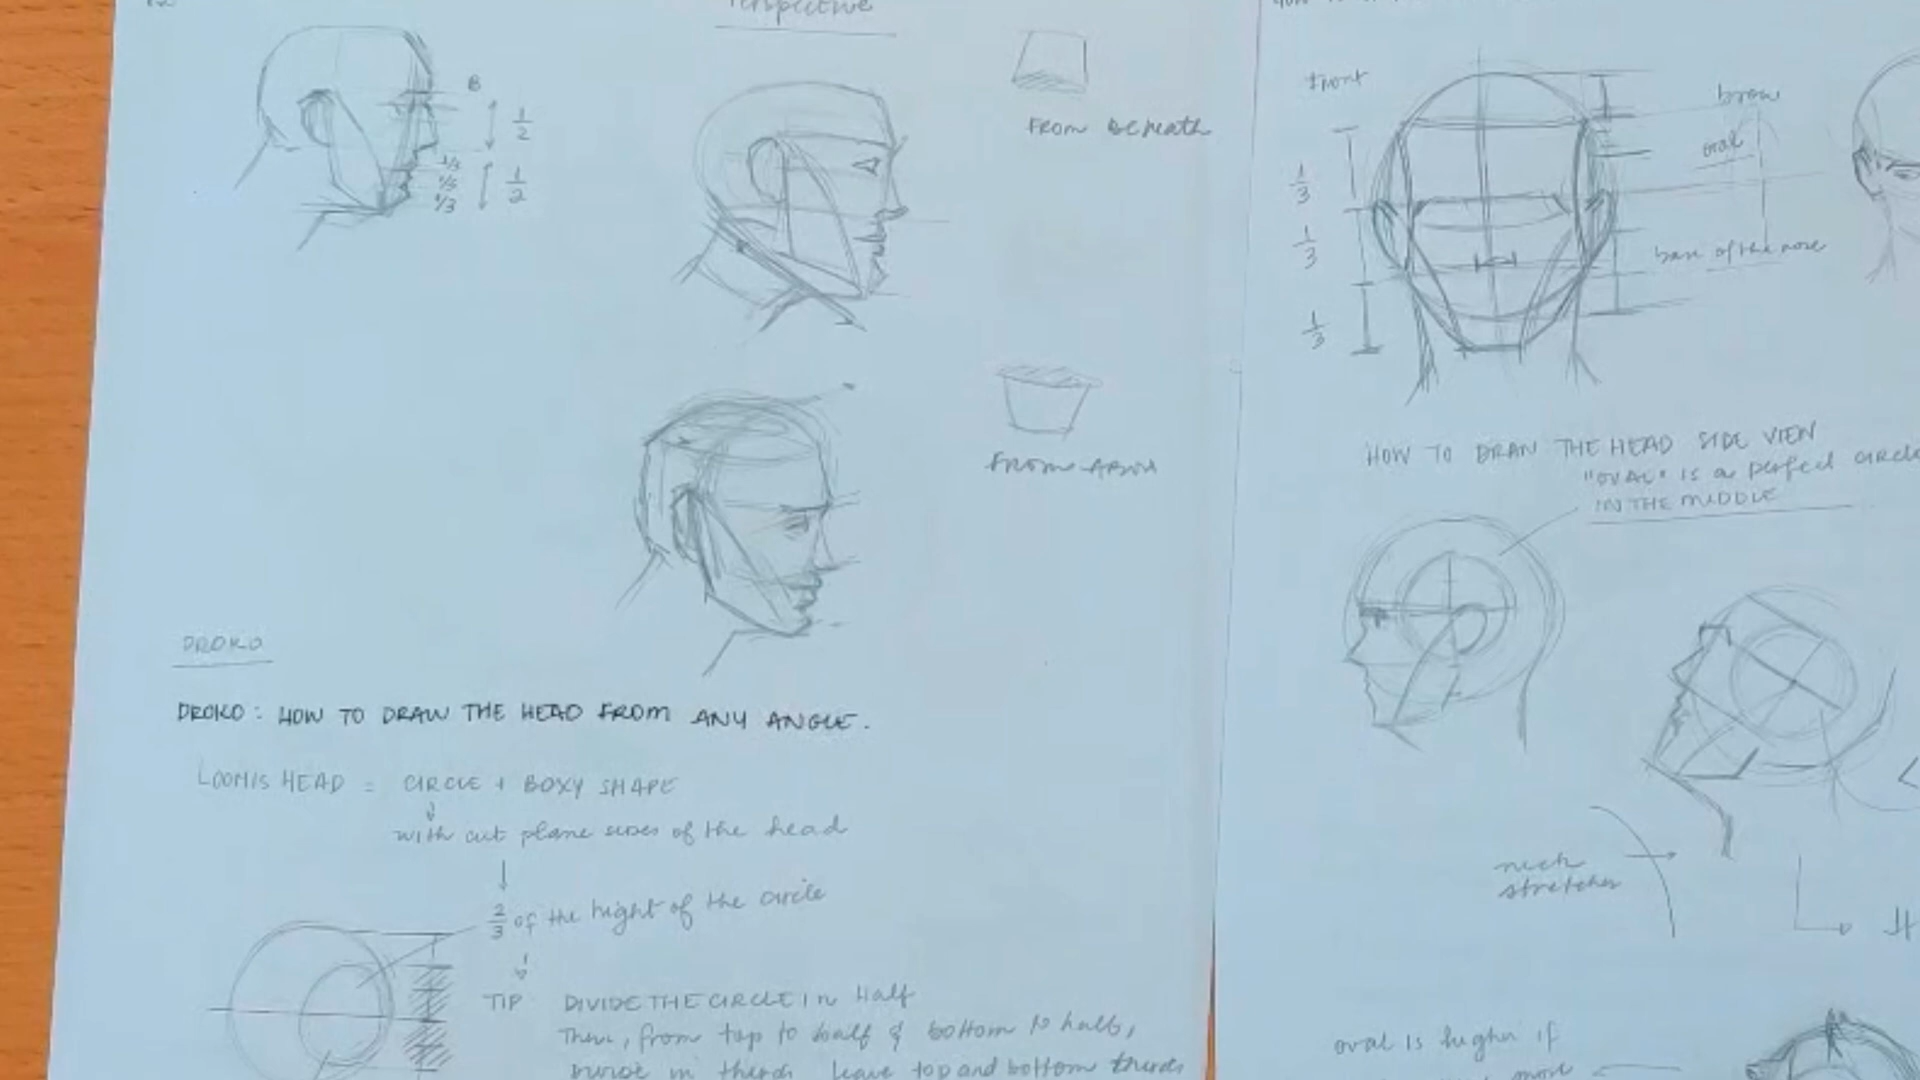 Perspective
B
1/2
1/3
1/3
1/3
1/2
FROM BENEATH
FROM ABOVE
DROKO
DROKO: HOW TO DRAW THE HEAD FROM ANY ANGLE.
LOOMIS HEAD = CIRCLE + BOXY SHAPE
with cut plane sides of the head
2/3 of the hight of the circle
TIP DIVIDE THE CIRCLE IN Half
Then, from top to half & bottom to half,
in thirds leave top and bottom thirds
front
brow
oval
1/3
1/3
base of the nose
1/3
HOW TO DRAW THE HEAD SIDE VIEW
"OVAL" IS a perfect circle
IN THE MIDDLE
neck
stretches
oval is higher if